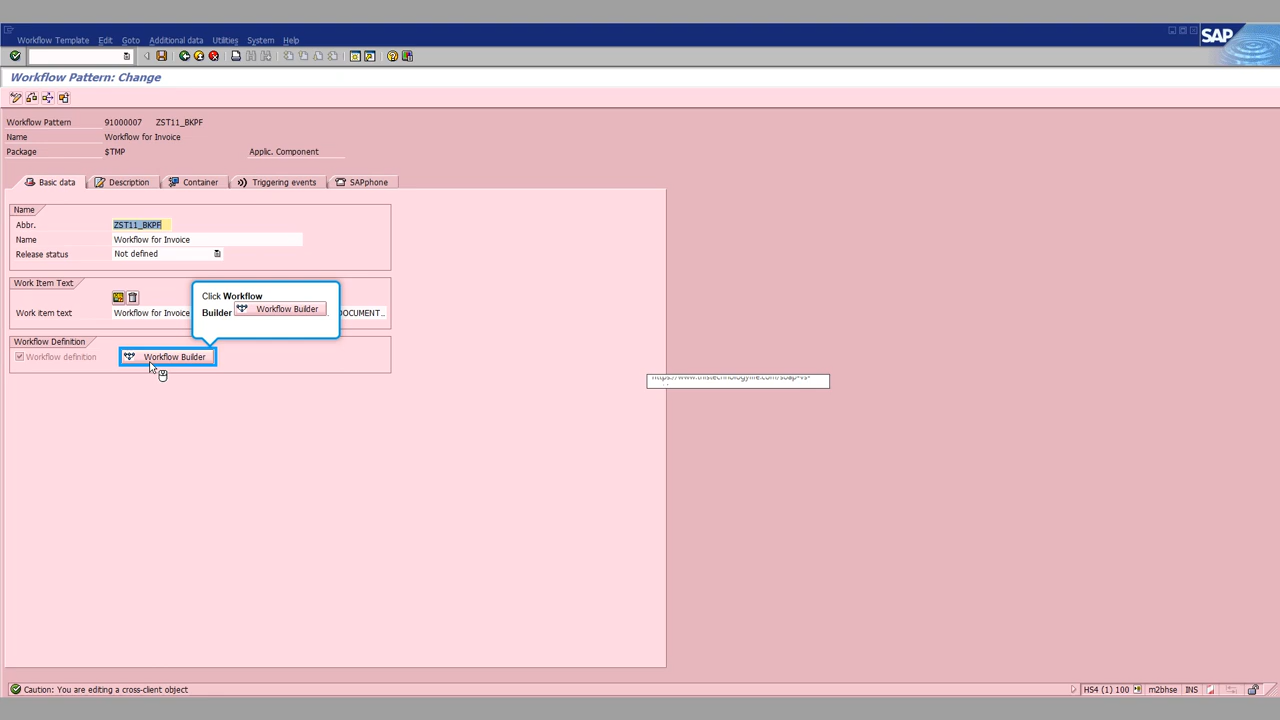 Workflow Template Edit Goto Additional data Utilities System Help
SAP
Workflow Pattern: Change
Workflow Pattern 91000007 ZST11_BKPF
Name Workflow for Invoice
Package $TMP Applic. Component
Basic data Description Container Triggering events SAPphone
Name
Abbr. ZST11_BKPF
Name Workflow for Invoice
Release status Not defined
Work Item Text
Click Workflow
Builder Workflow Builder .
Work item text Workflow for Invoice DOCUMENT..
Workflow Definition
Workflow definition Workflow Builder
Caution: You are editing a cross-client object HS4 (1) 100 m2bhse INS